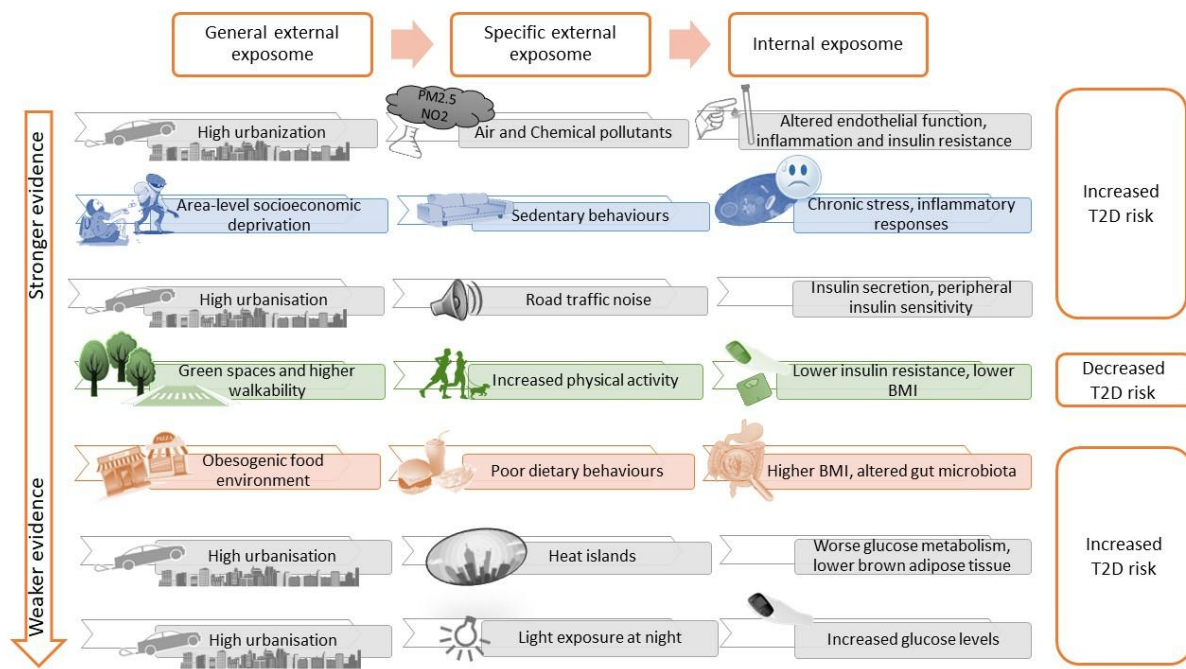 General external
exposome
Specific external
exposome
Internal exposome
Stronger evidence
Weaker evidence
High urbanization
PM2.5
NO2
Air and Chemical pollutants
Altered endothelial function,
inflammation and insulin resistance
Area-level socioeconomic
deprivation
Sedentary behaviours
Chronic stress, inflammatory
responses
High urbanisation
Road traffic noise
Insulin secretion, peripheral
insulin sensitivity
Increased
T2D risk
Green spaces and higher
walkability
Increased physical activity
Lower insulin resistance, lower
BMI
Decreased
T2D risk
PIZZA
Obesogenic food
environment
Poor dietary behaviours
Higher BMI, altered gut microbiota
High urbanisation
Heat islands
Worse glucose metabolism,
lower brown adipose tissue
High urbanisation
Light exposure at night
Increased glucose levels
Increased
T2D risk